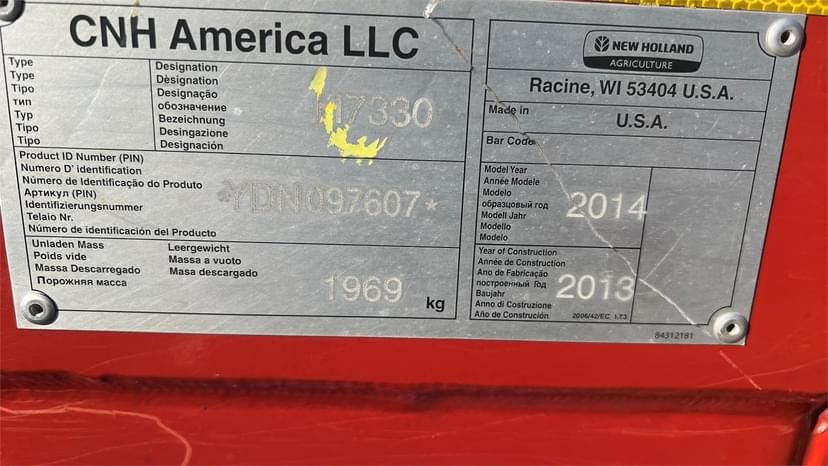 CNH America LLC
Type
Type
Tipo
тип
Typ
Tipo
Tipo
Designation
Dèsignation
Designação
обозначение
Bezeichnung
Desingazione
Designación
H7330
Product ID Number (PIN)
Numero D' identification
Número de Identificação do Produto
Артикул (PIN)
Identifizierungsnummer
Telaio Nr.
Número de identificación del Producto
*YDN097607*
Unladen Mass
Poids vide
Massa Descarregado
Порожняя масса
Leergewicht
Massa a vuoto
Masa descargado
1969 kg
NEW HOLLAND
AGRICULTURE
Racine, WI 53404 U.S.A.
Made in
U.S.A.
Bar Code
Model Year
Année Modele
Modelo
образцовый год
Modell Jahr
Modello
Modelo
2014
Year of Construction
Année de Construction
Ano de Fabricação
построенный Год
Baujahr
Anno di Costruzione
Año de Construción
2013
2006/42/EC 1.7.3
84312181